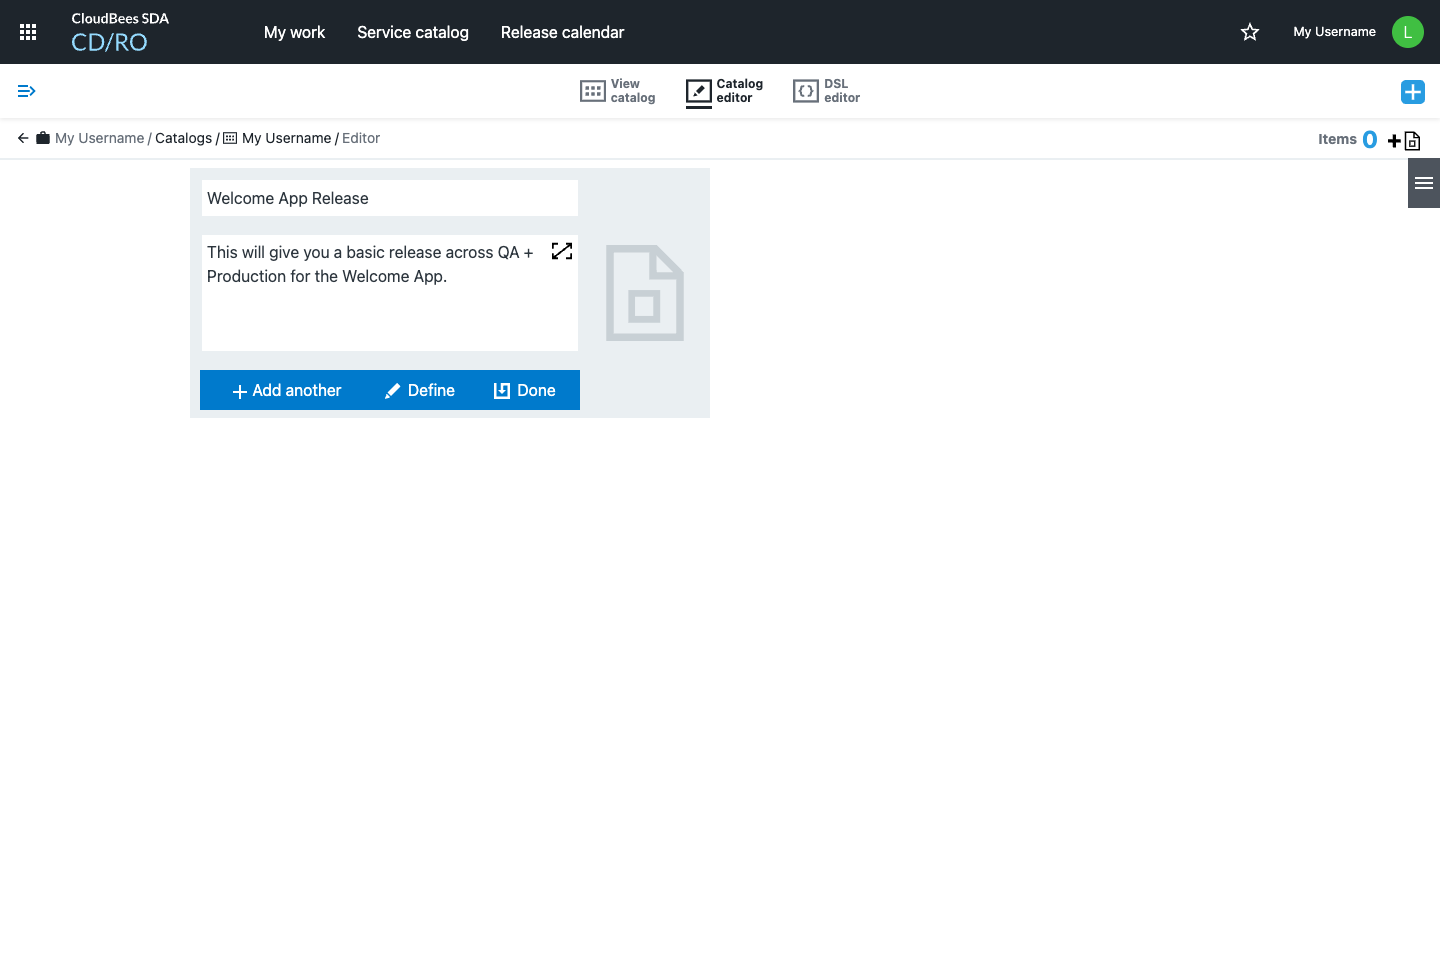 CloudBees SDA
CD/RO
My work
Service catalog
Release calendar
My Username
L
View
catalog
Catalog
editor
DSL
editor
My Username / Catalogs / My Username / Editor
Items 0
Welcome App Release
This will give you a basic release across QA +
Production for the Welcome App.
Add another
Define
Done